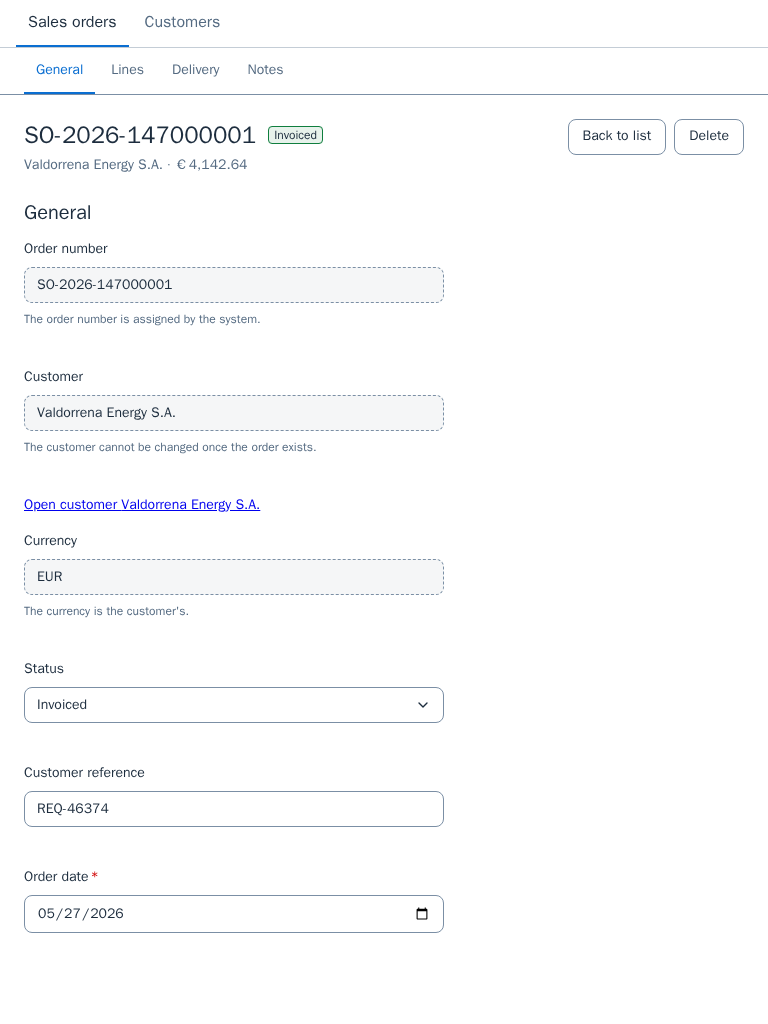 Sales orders Customers
General Lines Delivery Notes
SO-2026-147000001 Invoiced Back to list Delete
Valdorrena Energy S.A. · € 4,142.64
General
Order number
SO-2026-147000001
The order number is assigned by the system.
Customer
Valdorrena Energy S.A.
The customer cannot be changed once the order exists.
Open customer Valdorrena Energy S.A.
Currency
EUR
The currency is the customer's.
Status
Invoiced
Customer reference
REQ-46374
Order date *
05/27/2026